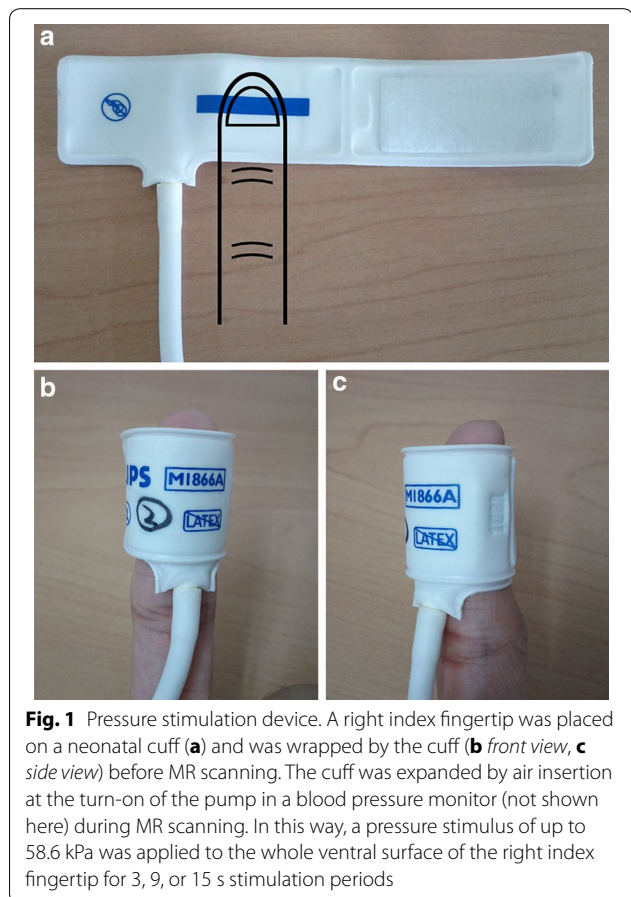 a
b
IPS M1866A
2 LATEX
c
M1866A
LATEX
Fig. 1 Pressure stimulation device. A right index fingertip was placed
on a neonatal cuff (a) and was wrapped by the cuff (b front view, c
side view) before MR scanning. The cuff was expanded by air insertion
at the turn-on of the pump in a blood pressure monitor (not shown
here) during MR scanning. In this way, a pressure stimulus of up to
58.6 kPa was applied to the whole ventral surface of the right index
fingertip for 3, 9, or 15 s stimulation periods